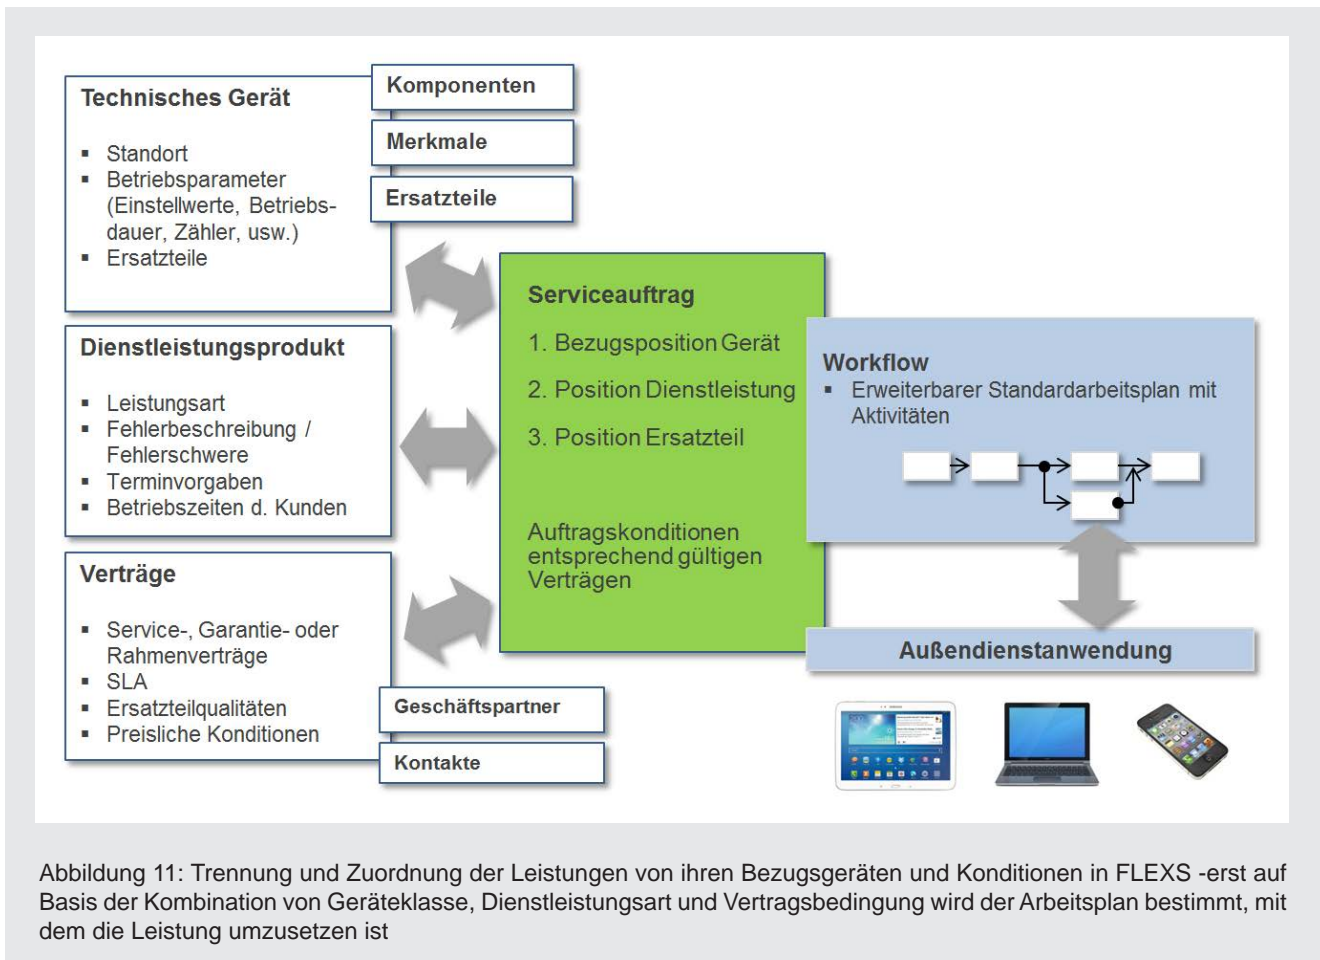 Technisches Gerät
▪ Standort
▪ Betriebsparameter
(Einstellwerte, Betriebs-
dauer, Zähler, usw.)
▪ Ersatzteile
Komponenten
Merkmale
Ersatzteile
Dienstleistungsprodukt
▪ Leistungsart
▪ Fehlerbeschreibung /
Fehlerschwere
▪ Terminvorgaben
▪ Betriebszeiten d. Kunden
Verträge
▪ Service-, Garantie- oder
Rahmenverträge
▪ SLA
▪ Ersatzteilqualitäten
▪ Preisliche Konditionen
Geschäftspartner
Kontakte
Serviceauftrag
1. Bezugsposition Gerät
2. Position Dienstleistung
3. Position Ersatzteil
Auftragskonditionen
entsprechend gültigen
Verträgen
Workflow
▪ Erweiterbarer Standardarbeitsplan mit
Aktivitäten
Außendienstanwendung
Abbildung 11: Trennung und Zuordnung der Leistungen von ihren Bezugsgeräten und Konditionen in FLEXS -erst auf
Basis der Kombination von Geräteklasse, Dienstleistungsart und Vertragsbedingung wird der Arbeitsplan bestimmt, mit
dem die Leistung umzusetzen ist